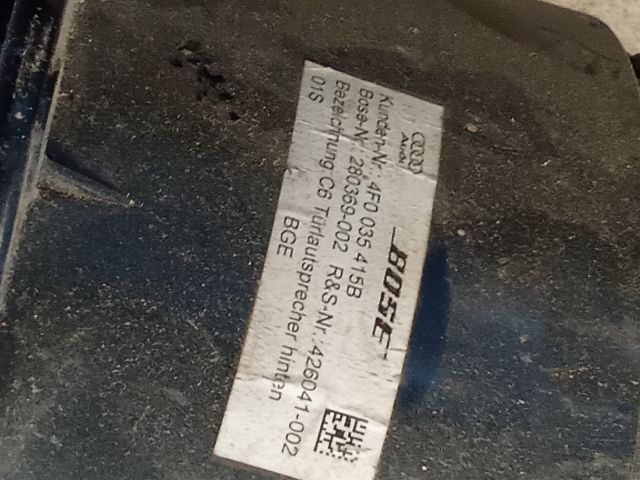 Audi
BOSE
Kunden-Nr. 4F0 035 415B
Bose-Nr. 280369-002 R&S-Nr.:426041-002
Bezeichnung:C6 Türlautsprecher hinten
01S BGE